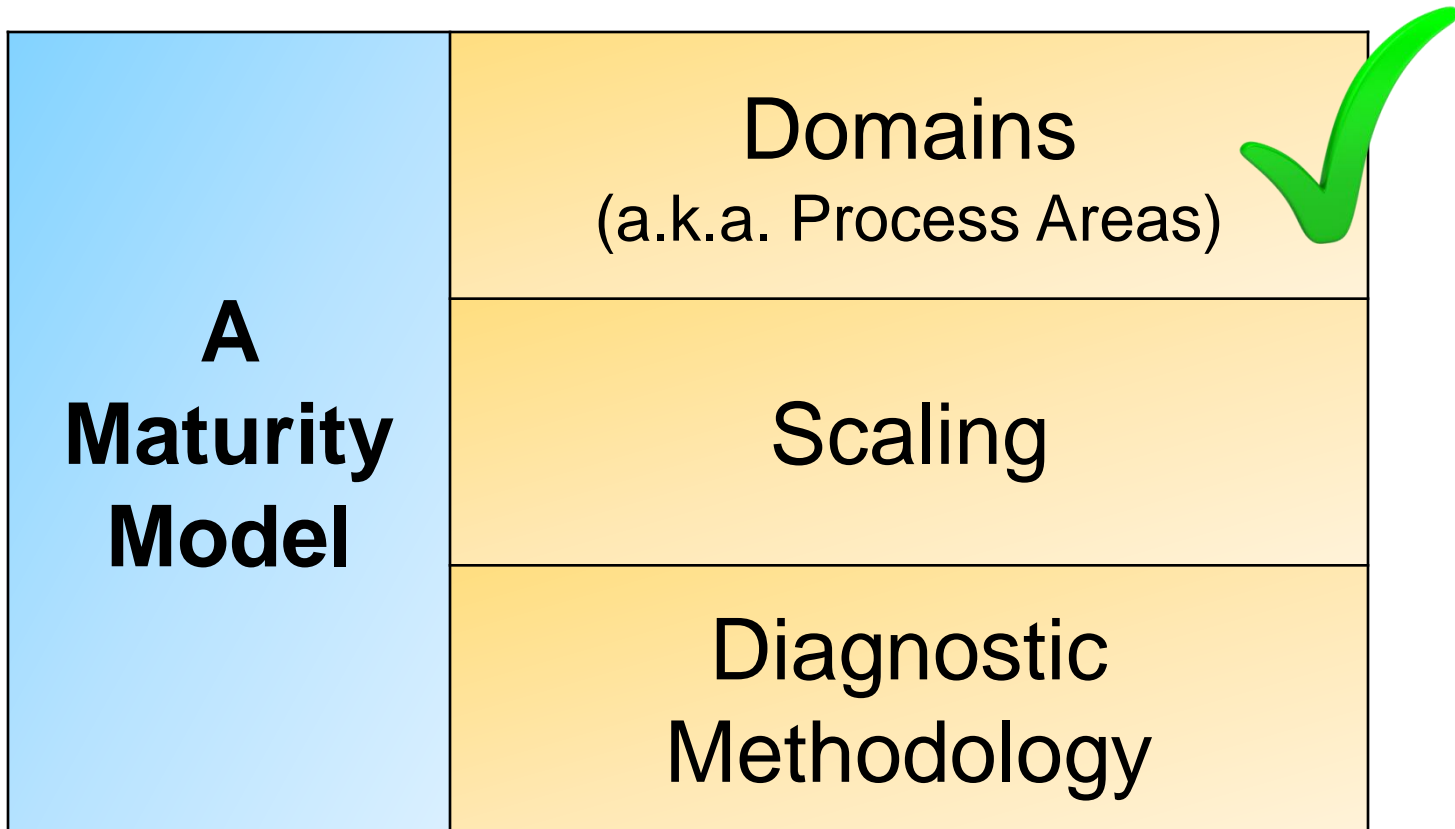 A
Maturity
Model
Domains
(a.k.a. Process Areas)
Scaling
Diagnostic
Methodology